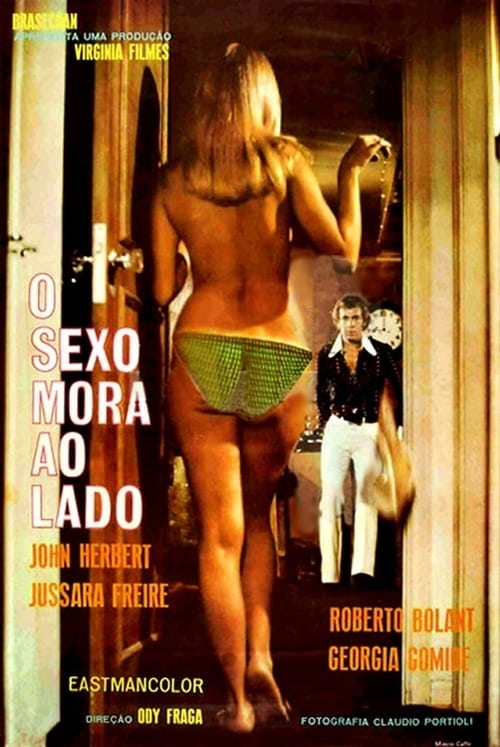 BRASECRAN
APRESENTA UMA PRODUÇÃO
VIRGINIA FILMES
O
SEXO
MORA
AO
LADO
JOHN HERBERT
JUSSARA FREIRE
ROBERTO BOLANT
GEORGIA GOMIDE
EASTMANCOLOR
DIREÇÃO ODY FRAGA
FOTOGRAFIA CLAUDIO PORTIOLI